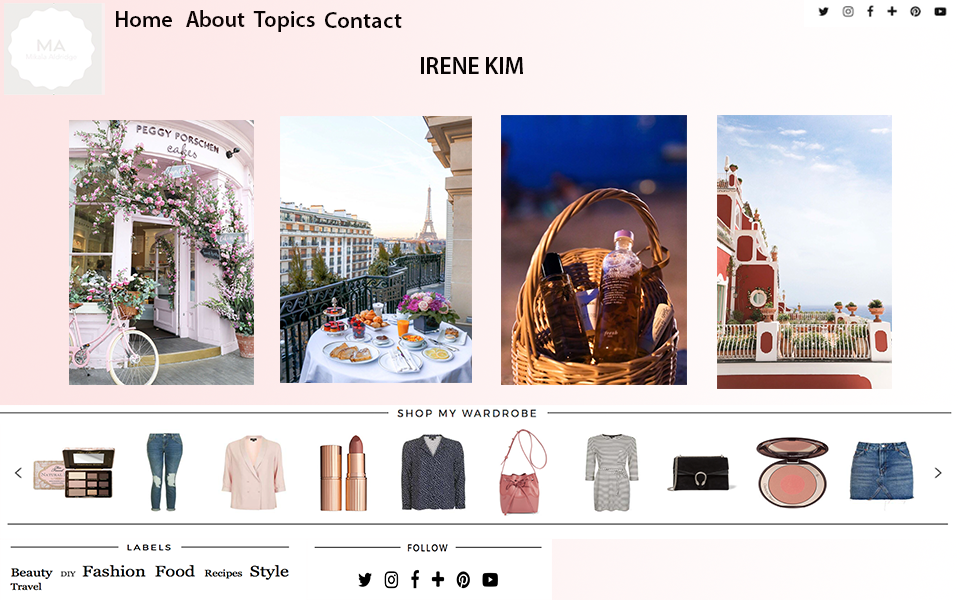 Home About Topics Contact
MA
IRENE KIM
PEGGY PORSCHEN
cakes
SHOP MY WARDROBE
LABELS
FOLLOW
Beauty DIY Fashion Food Recipes Style
Travel